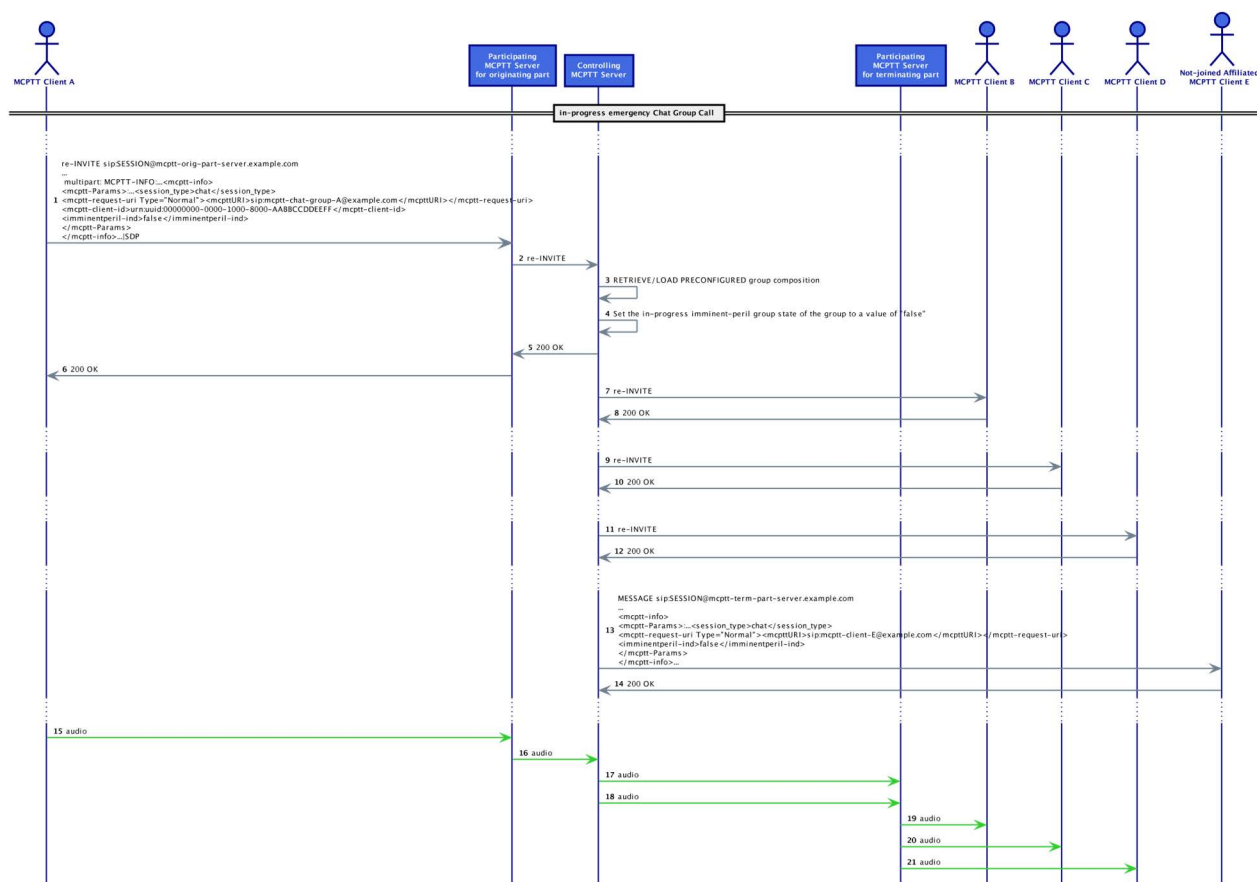 MCPTT Client A
Participating
MCPTT Server
for originating part
Controlling
MCPTT Server
Participating
MCPTT Server
for terminating part
MCPTT Client B
MCPTT Client C
MCPTT Client D
Not-joined Affiliated
MCPTT Client E
in-progress emergency Chat Group Call
re-INVITE sip:SESSION@mcptt-orig-part-server.example.com
...
multipart: MCPTT-INFO:...<mcptt-info>
<mcptt-Params>:...<session_type>chat</session_type>
1 <mcptt-request-uri Type="Normal"><mcpttURI>sip:mcptt-chat-group-A@example.com</mcpttURI></mcptt-request-uri>
<mcptt-client-id>urn:uuid:00000000-0000-1000-8000-AABBCCDDEEFF</mcptt-client-id>
<imminentperil-ind>false</imminentperil-ind>
</mcptt-Params>
</mcptt-info>...|SDP
2 re-INVITE
3 RETRIEVE/LOAD PRECONFIGURED group composition
4 Set the in-progress imminent-peril group state of the group to a value of "false"
5 200 OK
6 200 OK
7 re-INVITE
8 200 OK
9 re-INVITE
10 200 OK
11 re-INVITE
12 200 OK
MESSAGE sip:SESSION@mcptt-term-part-server.example.com
...
<mcptt-info>
<mcptt-Params>:...<session_type>chat</session_type>
13 <mcptt-request-uri Type="Normal"><mcpttURI>sip:mcptt-client-E@example.com</mcpttURI></mcptt-request-uri>
<imminentperil-ind>false</imminentperil-ind>
</mcptt-Params>
</mcptt-info>...
14 200 OK
15 audio
16 audio
17 audio
18 audio
19 audio
20 audio
21 audio